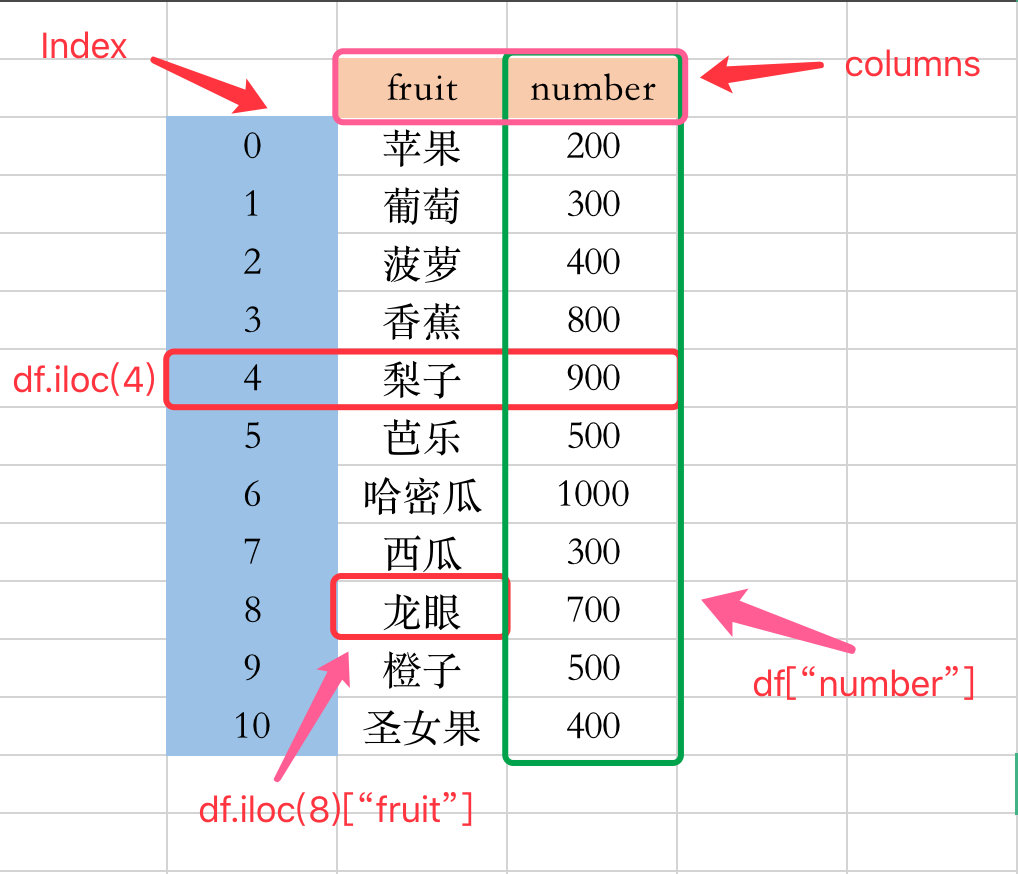 Index
columns
fruit number
0 苹果 200
1 葡萄 300
2 菠萝 400
3 香蕉 800
df.iloc(4) 4 梨子 900
5 芭乐 500
6 哈密瓜 1000
7 西瓜 300
8 龙眼 700
9 橙子 500
df[“number”]
10 圣女果 400
df.iloc(8)[“fruit”]